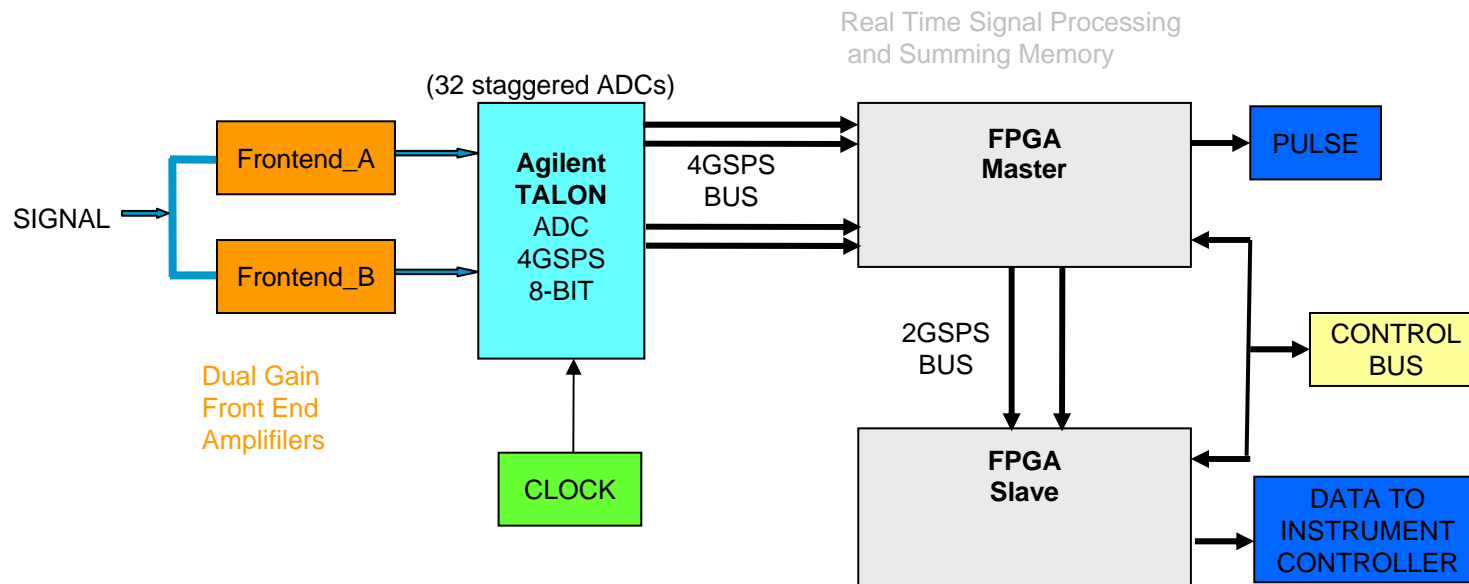 Real Time Signal Processing
and Summing Memory
(32 staggered ADCs)
SIGNAL
Frontend_A
Frontend_B
Dual Gain
Front End
Amplifilers
Agilent
TALON
ADC
4GSPS
8-BIT
CLOCK
4GSPS
BUS
FPGA
Master
PULSE
2GSPS
BUS
CONTROL
BUS
FPGA
Slave
DATA TO
INSTRUMENT
CONTROLLER